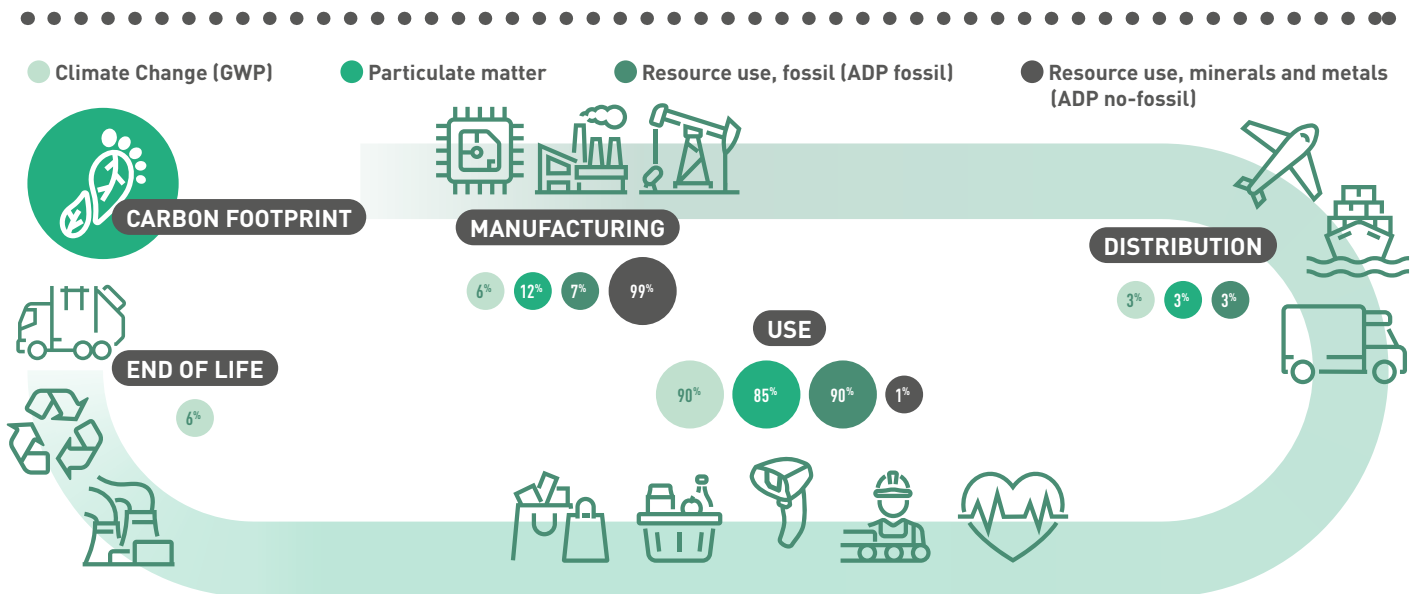 Climate Change (GWP)
Particulate matter
Resource use, fossil (ADP fossil)
Resource use, minerals and metals
(ADP no-fossil)
CARBON FOOTPRINT
MANUFACTURING
6% 12% 7% 99%
DISTRIBUTION
3% 3% 3%
USE
90% 85% 90% 1%
END OF LIFE
6%